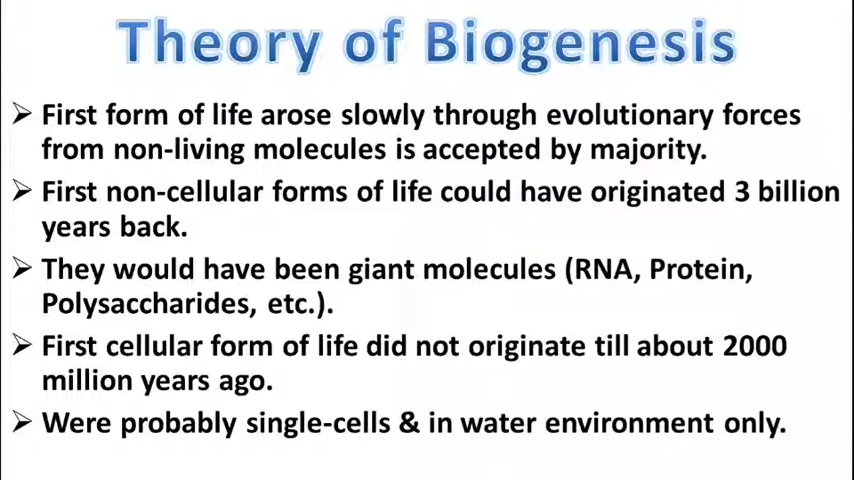 Theory of Biogenesis
➢ First form of life arose slowly through evolutionary forces
from non-living molecules is accepted by majority.
➢ First non-cellular forms of life could have originated 3 billion
years back.
➢ They would have been giant molecules (RNA, Protein,
Polysaccharides, etc.).
➢ First cellular form of life did not originate till about 2000
million years ago.
➢ Were probably single-cells & in water environment only.